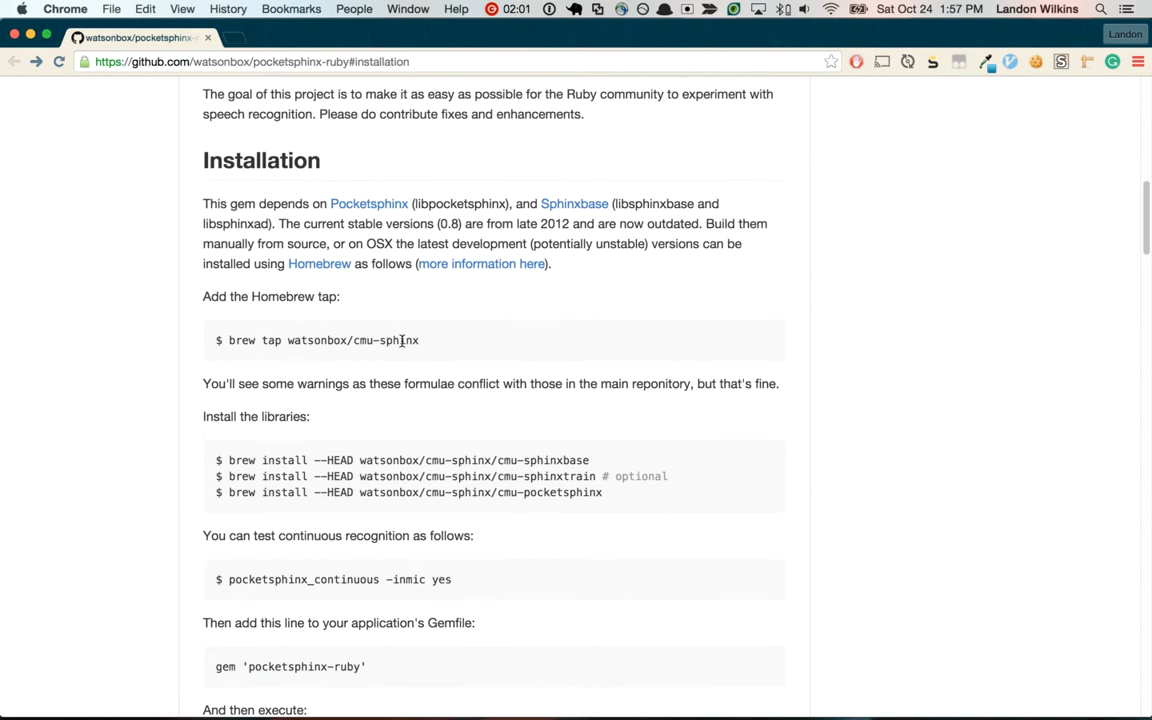 Chrome File Edit View History Bookmarks People Window Help 02:01 Sat Oct 24 1:57 PM Landon Wilkins
watsonbox/pocketsphinx-
Landon
https://github.com/watsonbox/pocketsphinx-ruby#installation
The goal of this project is to make it as easy as possible for the Ruby community to experiment with
speech recognition. Please do contribute fixes and enhancements.
Installation
This gem depends on Pocketsphinx (libpocketsphinx), and Sphinxbase (libsphinxbase and
libsphinxad). The current stable versions (0.8) are from late 2012 and are now outdated. Build them
manually from source, or on OSX the latest development (potentially unstable) versions can be
installed using Homebrew as follows (more information here).
Add the Homebrew tap:
$ brew tap watsonbox/cmu-sphinx
You'll see some warnings as these formulae conflict with those in the main reponitory, but that's fine.
Install the libraries:
$ brew install --HEAD watsonbox/cmu-sphinx/cmu-sphinxbase
$ brew install --HEAD watsonbox/cmu-sphinx/cmu-sphinxtrain # optional
$ brew install --HEAD watsonbox/cmu-sphinx/cmu-pocketsphinx
You can test continuous recognition as follows:
$ pocketsphinx_continuous -inmic yes
Then add this line to your application's Gemfile:
gem 'pocketsphinx-ruby'
And then execute: